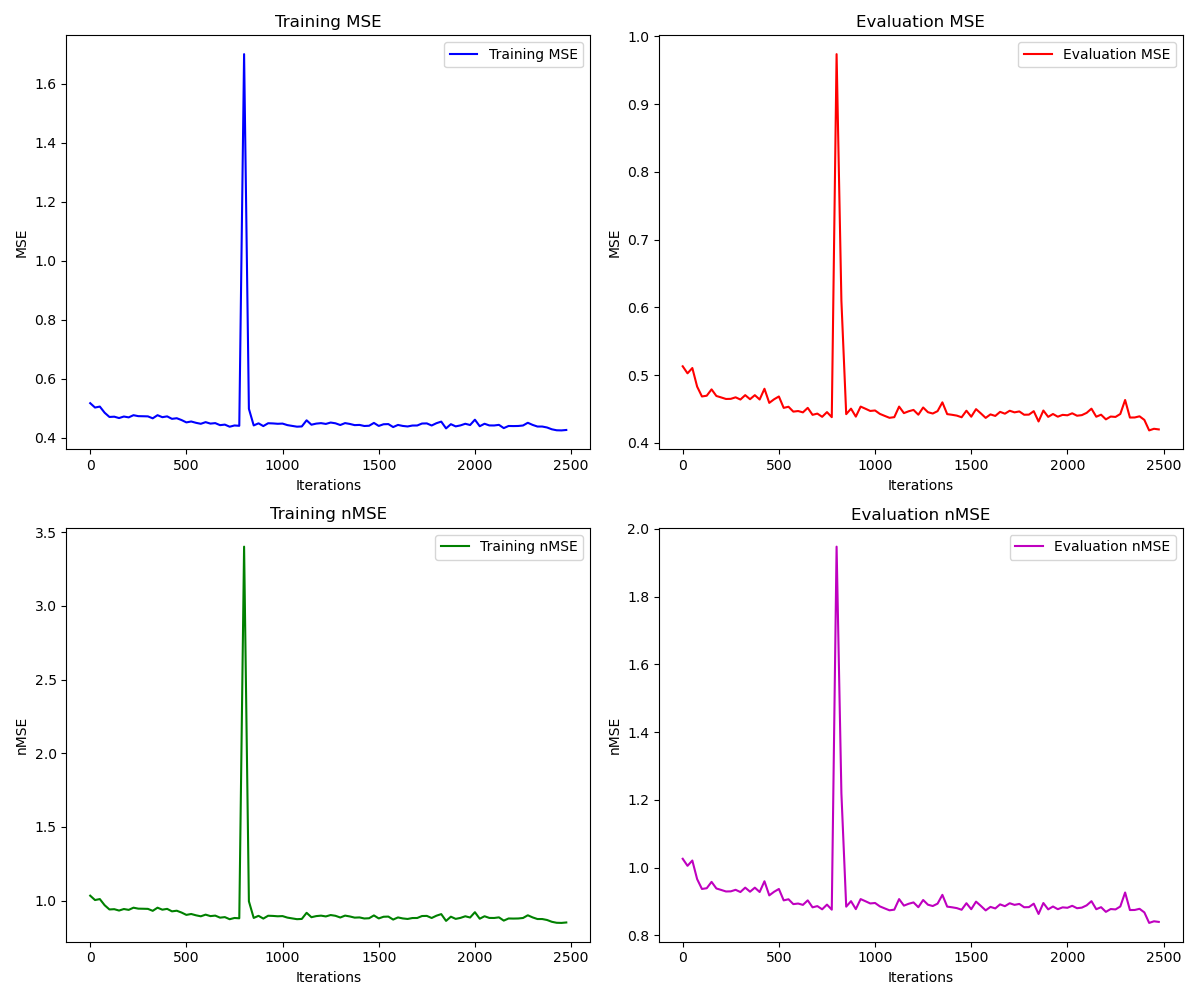 Training MSE
Training MSE
MSE
1.6
1.4
1.2
1.0
0.8
0.6
0.4
0 500 1000 1500 2000 2500
Iterations
Evaluation MSE
Evaluation MSE
MSE
1.0
0.9
0.8
0.7
0.6
0.5
0.4
0 500 1000 1500 2000 2500
Iterations
Training nMSE
Training nMSE
nMSE
3.5
3.0
2.5
2.0
1.5
1.0
0 500 1000 1500 2000 2500
Iterations
Evaluation nMSE
Evaluation nMSE
nMSE
2.0
1.8
1.6
1.4
1.2
1.0
0.8
0 500 1000 1500 2000 2500
Iterations